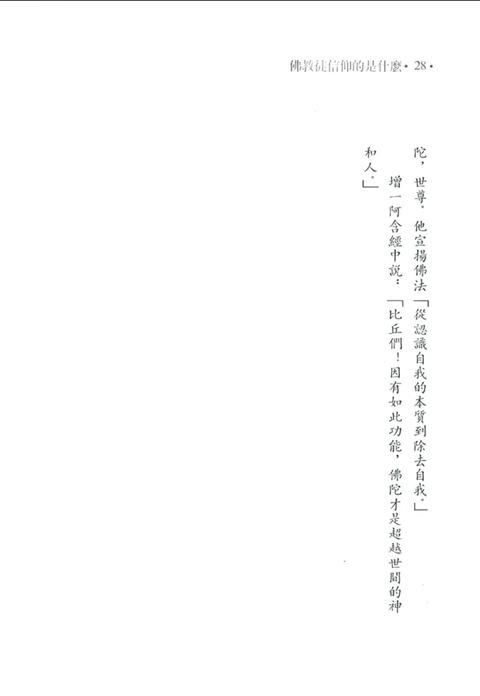 佛教徒信仰的是什麼•28•
陀，世尊．他宣揚佛法「從認識自我的本質到除去自我。」
增一阿含經中說：「比丘們！因有如此功能，佛陀才是超越世間的神
和人。」